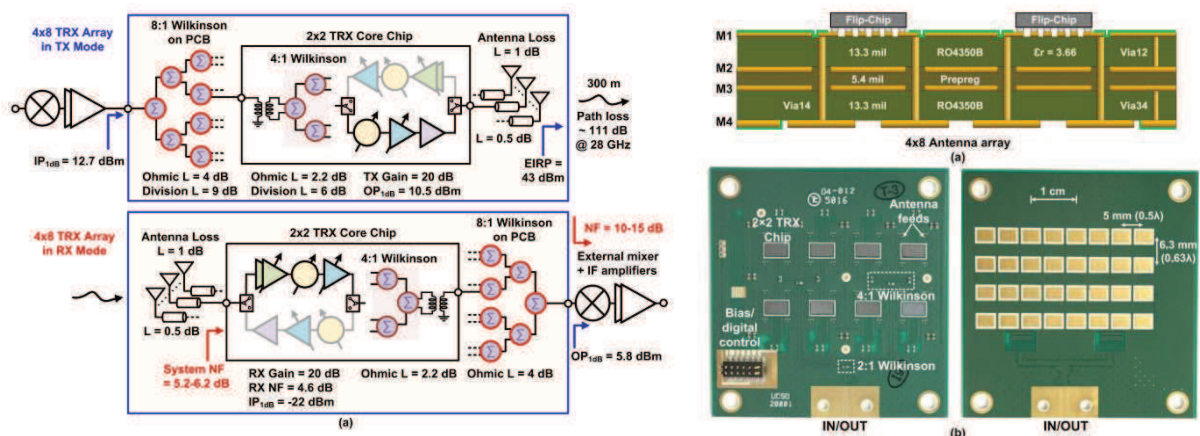 4x8 TRX Array
in TX Mode
8:1 Wilkinson
on PCB
2x2 TRX Core Chip
4:1 Wilkinson
Antenna Loss
L = 1 dB
L = 0.5 dB
300 m
Path loss
~ 111 dB
@ 28 GHz
EIRP =
43 dBm
IP1dB = 12.7 dBm
Ohmic L = 4 dB
Division L = 9 dB
Ohmic L = 2.2 dB
Division L = 6 dB
TX Gain = 20 dB
OP1dB = 10.5 dBm
4x8 TRX Array
in RX Mode
Antenna Loss
L = 1 dB
L = 0.5 dB
2x2 TRX Core Chip
4:1 Wilkinson
8:1 Wilkinson
on PCB
NF = 10-15 dB
External mixer
+ IF amplifiers
OP1dB = 5.8 dBm
System NF =
5.2-6.2 dB
RX Gain = 20 dB
RX NF = 4.6 dB
IP1dB = -22 dBm
Ohmic L = 2.2 dB
Ohmic L = 4 dB
(a)
Flip-Chip
Flip-Chip
M1
13.3 mil
RO4350B
Ɛr = 3.66
Via12
M2
5.4 mil
Prepreg
M3
Via14
13.3 mil
RO4350B
Via34
M4
4x8 Antenna array
(a)
04-012
5016
T-3
2×2 TRX
Chip
Antenna
feeds
4:1 Wilkinson
Bias/
digital
control
2:1 Wilkinson
UCSD
28001
IN/OUT
1 cm
5 mm (0.5λ)
6.3 mm
(0.63λ)
IN/OUT
(b)